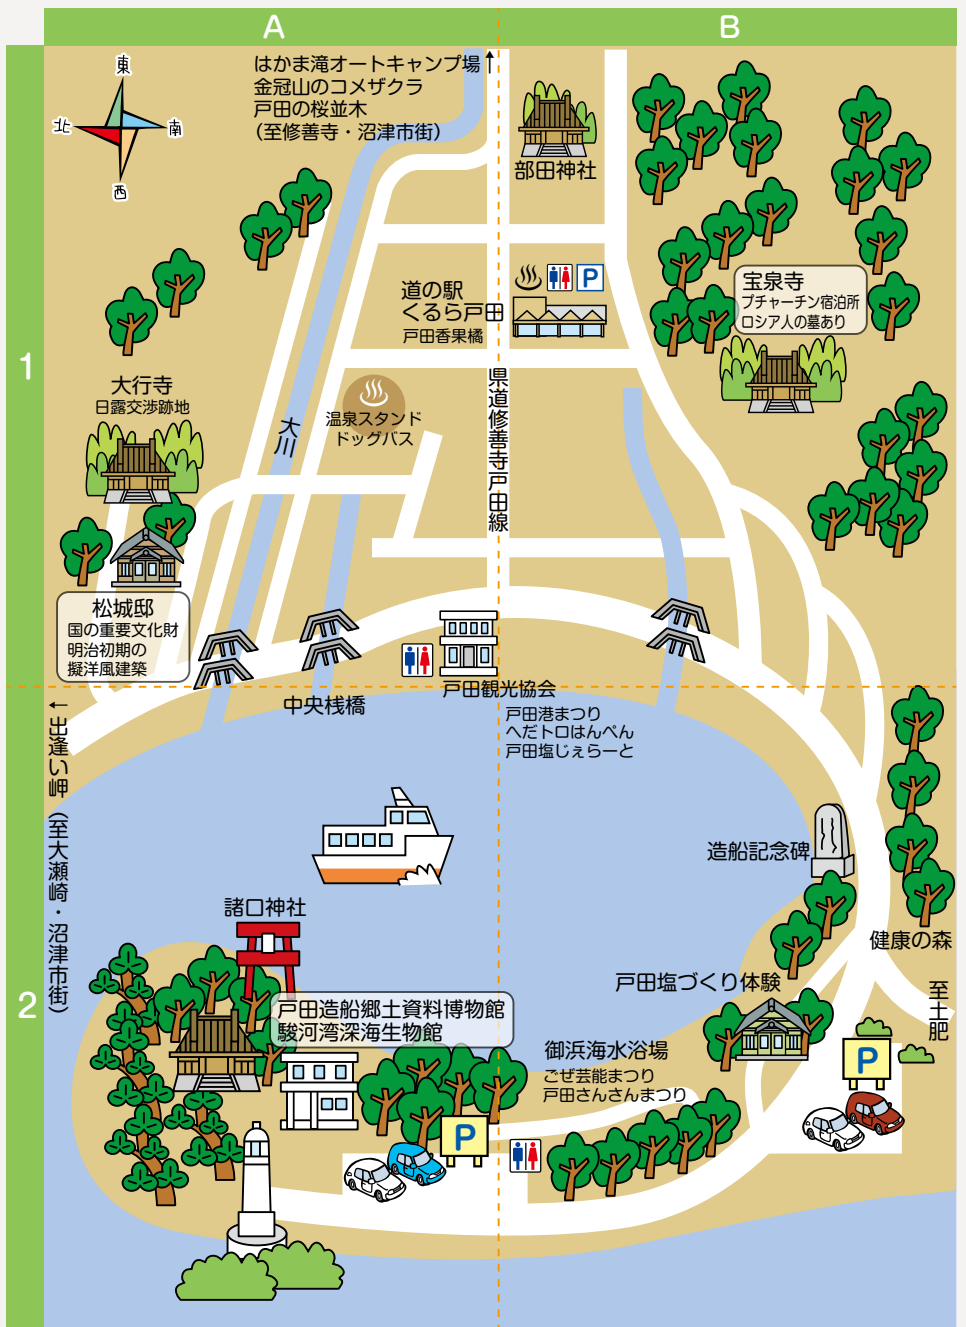 A
B
1
2
東
北
南
西
はかま滝オートキャンプ場↑
金冠山のコメザクラ
戸田の桜並木
（至修善寺・沼津市街）
部田神社
道の駅
くるら戸田
戸田香果橘
P
宝泉寺
プチャーチン宿泊所
ロシア人の墓あり
大行寺
日露交渉跡地
大川
温泉スタンド
ドッグバス
県道修善寺戸田線
松城邸
国の重要文化財
明治初期の
擬洋風建築
中央桟橋
戸田観光協会
戸田港まつり
へだトロはんぺん
戸田塩じぇらーと
←出逢い岬（至大瀬崎・沼津市街）
造船記念碑
健康の森
諸口神社
戸田造船郷土資料博物館
駿河湾深海生物館
戸田塩づくり体験
至土肥
御浜海水浴場
ごぜ芸能まつり
戸田さんさんまつり
P
P